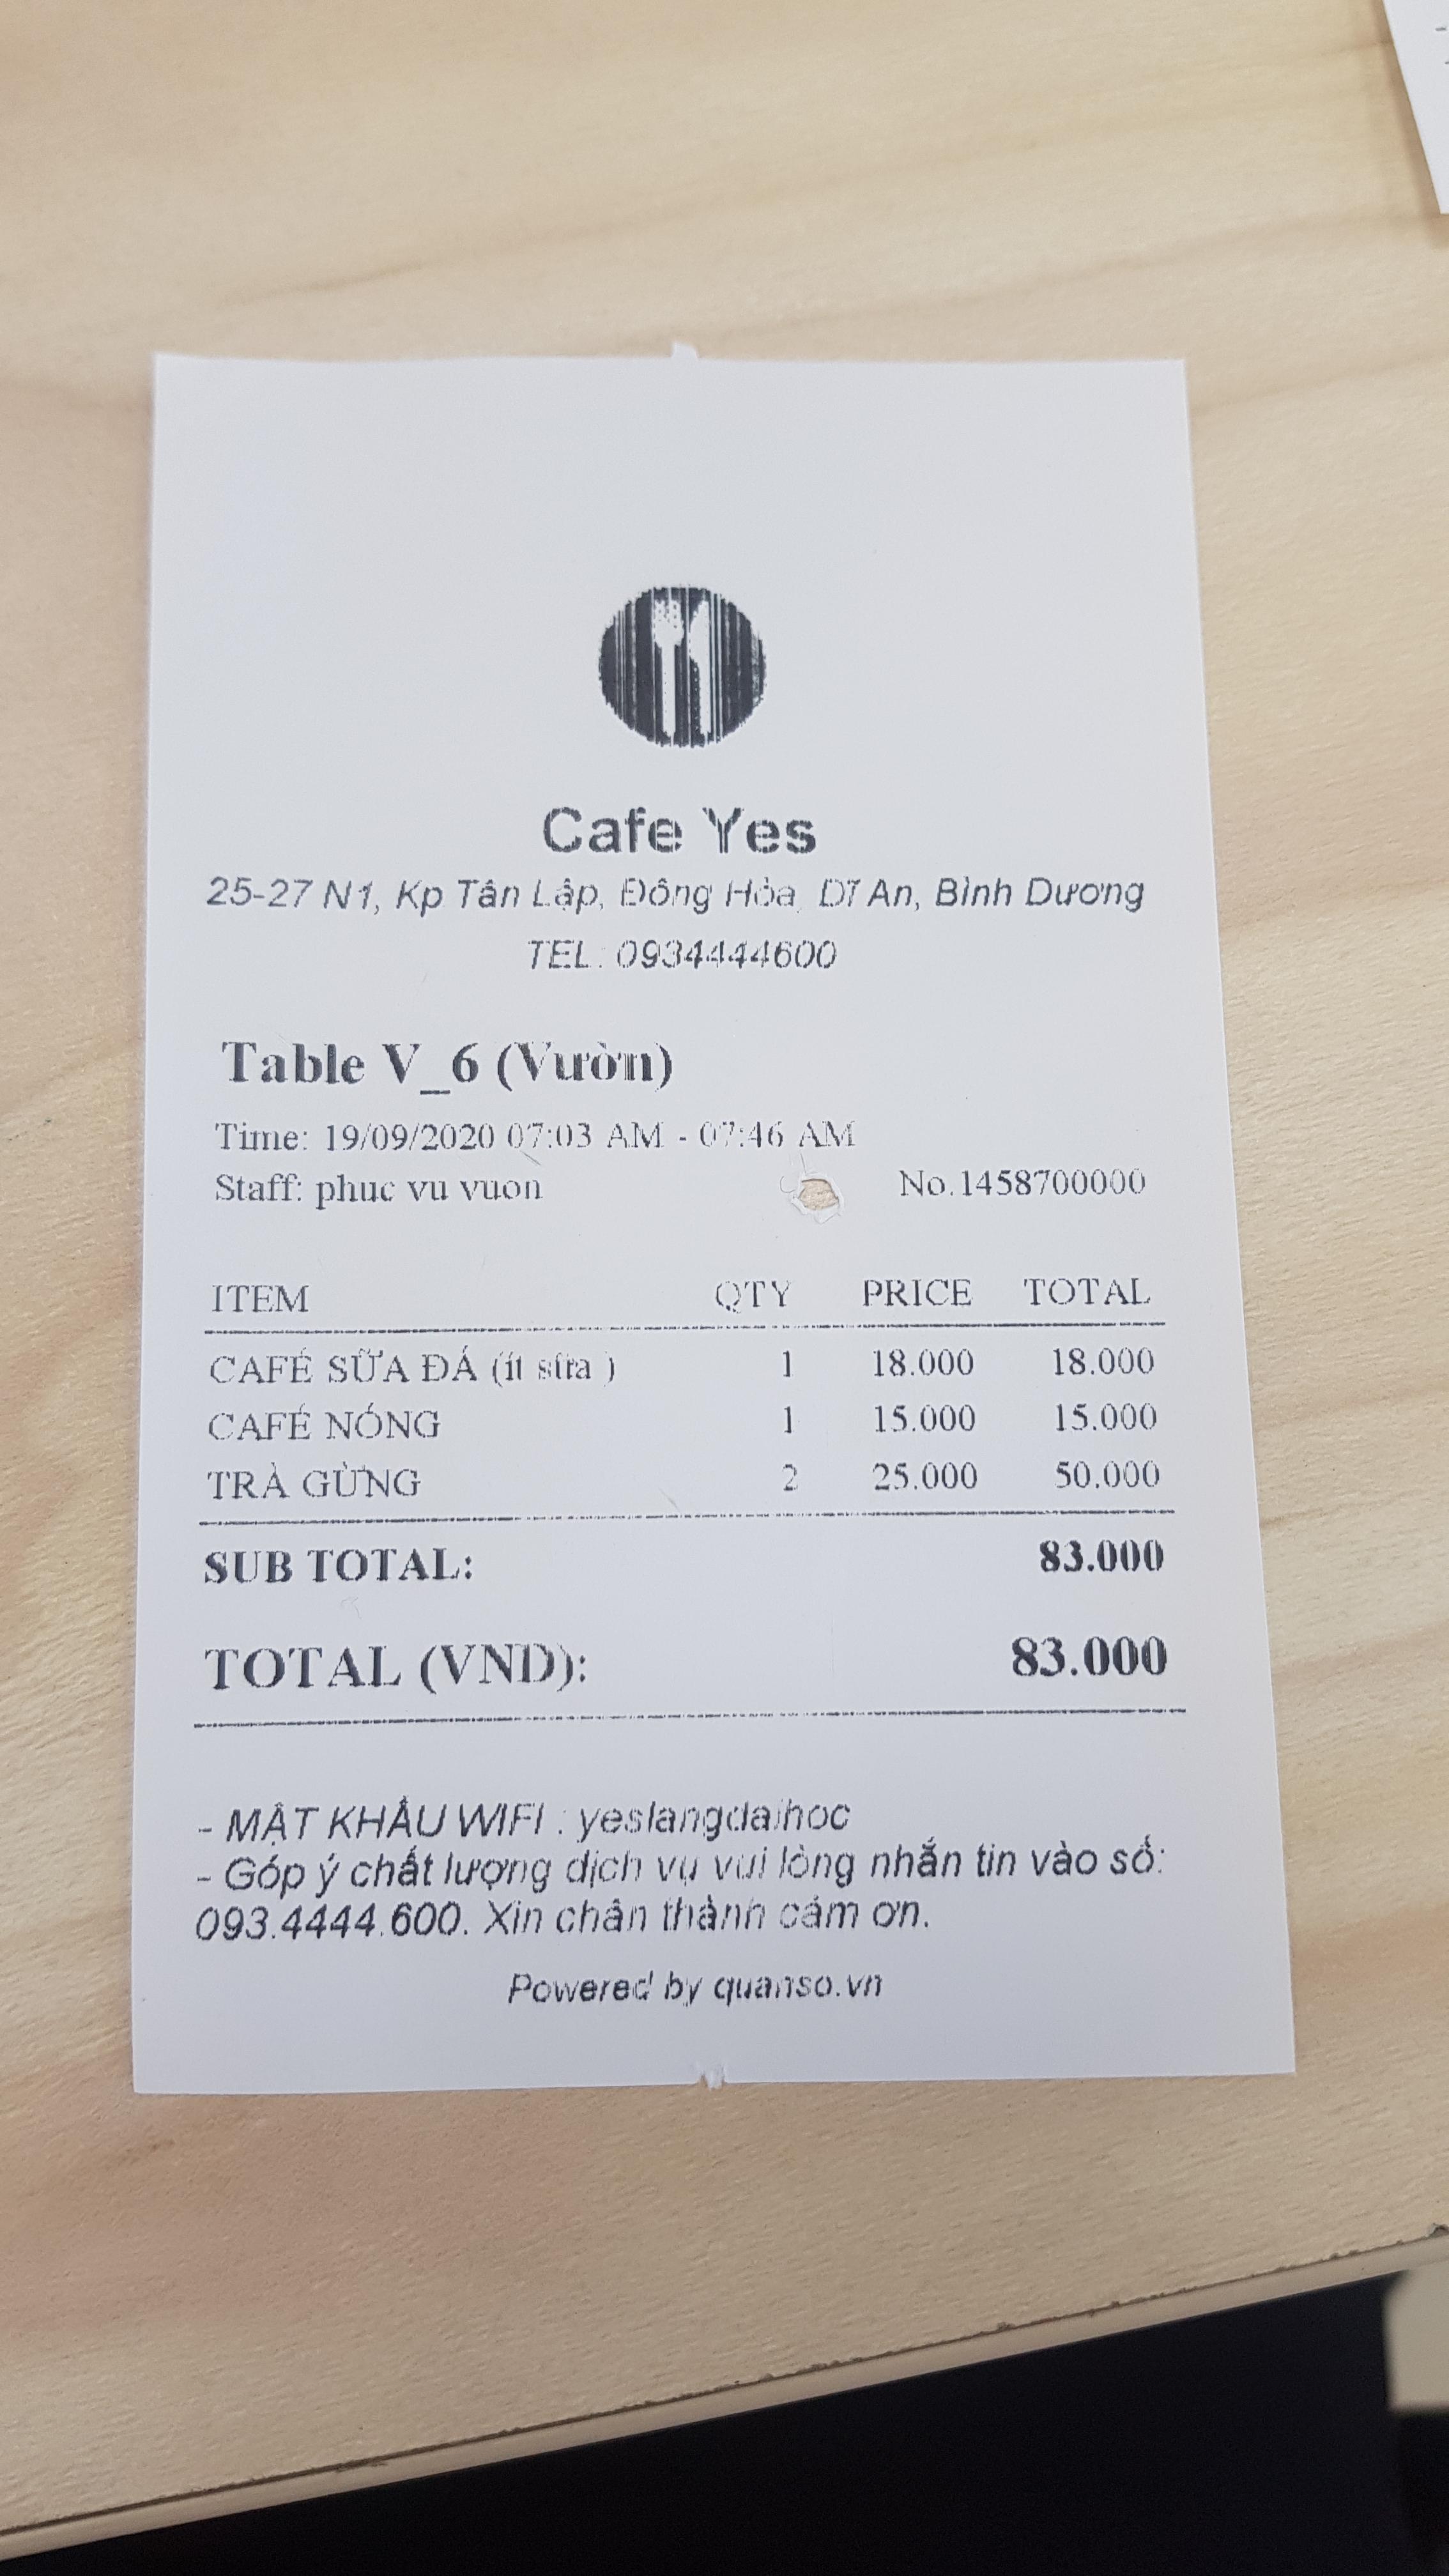 Cafe Yes
25-27 N1, Kp Tân Lập, Đông Hòa, Dĩ An, Bình Dương
TEL: 0934444600
Table V_6 (Vườn)
Time: 19/09/2020 07:03 AM - 07:46 AM
Staff: phuc vu vuon No.1458700000
ITEM QTY PRICE TOTAL
CAFÉ SỮA ĐÁ (ít sữa ) 1 18.000 18.000
CAFÉ NÓNG 1 15.000 15.000
TRÀ GỪNG 2 25.000 50.000
SUB TOTAL: 83.000
TOTAL (VND): 83.000
- MẬT KHẨU WIFI : yeslangdaihoc
- Góp ý chất lượng dịch vụ vui lòng nhắn tin vào số:
093.4444.600. Xin chân thành cám ơn.
Powered by quanso.vn